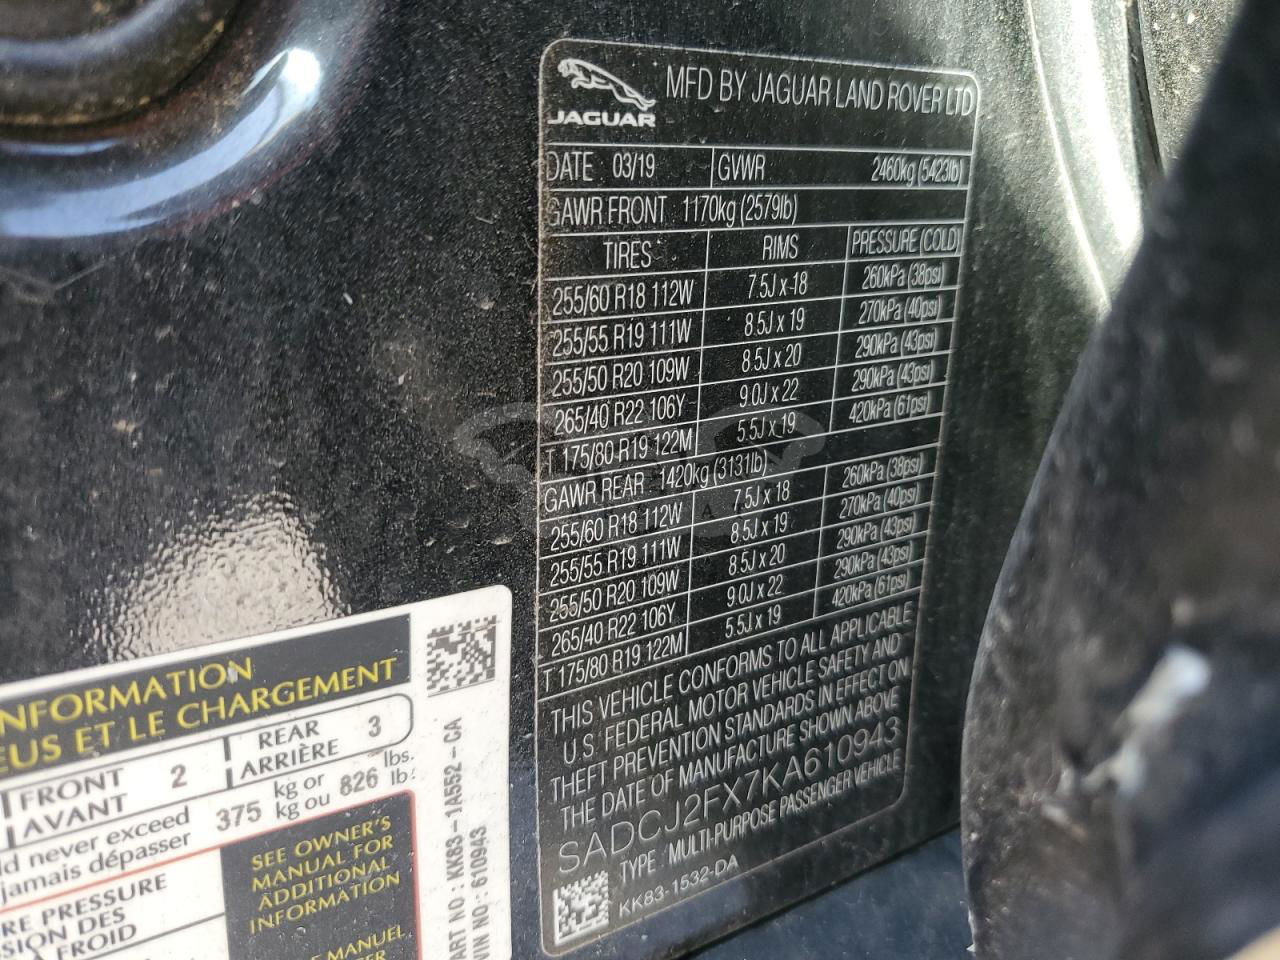 JAGUAR
MFD BY JAGUAR LAND ROVER LTD
DATE 03/19 GVWR 2460kg (5423lb)
GAWR FRONT 1170kg (2579lb)
TIRES RIMS PRESSURE (COLD)
255/60 R18 112W 7.5J x 18 260kPa (38psi)
255/55 R19 111W 8.5J x 19 270kPa (40psi)
255/50 R20 109W 8.5J x 20 290kPa (43psi)
265/40 R22 106Y 9.0J x 22 290kPa (43psi)
T 175/80 R19 122M 5.5J x 19 420kPa (61psi)
GAWR REAR 1420kg (3131lb)
255/60 R18 112W 7.5J x 18 260kPa (38psi)
255/55 R19 111W 8.5J x 19 270kPa (40psi)
255/50 R20 109W 8.5J x 20 290kPa (43psi)
265/40 R22 106Y 9.0J x 22 290kPa (43psi)
T 175/80 R19 122M 5.5J x 19 420kPa (61psi)
THIS VEHICLE CONFORMS TO ALL APPLICABLE
U.S. FEDERAL MOTOR VEHICLE SAFETY AND
THEFT PREVENTION STANDARDS IN EFFECT ON
THE DATE OF MANUFACTURE SHOWN ABOVE
SADCJ2FX7KA610943
TYPE : MULTI-PURPOSE PASSENGER VEHICLE
KK83-1532-DA
NFORMATION
EUS ET LE CHARGEMENT
FRONT 2 REAR 3
AVANT ARRIÈRE
ld never exceed 375 kg or 826 lbs.
jamais dépasser kg ou lb.
RE PRESSURE
SION DES
À FROID
SEE OWNER'S
MANUAL FOR
ADDITIONAL
INFORMATION
MANUEL
PART NO : KK83-1A552-CA
VIN NO : 610943